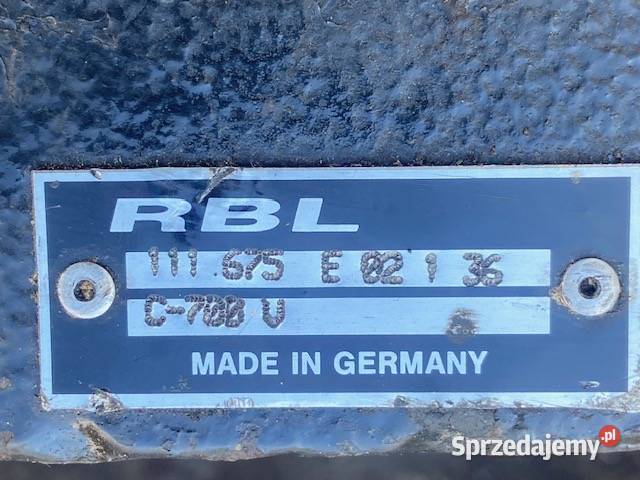 RBL
111 675 E 02 1 36
C-700 V
MADE IN GERMANY
Sprzedajemy.pl